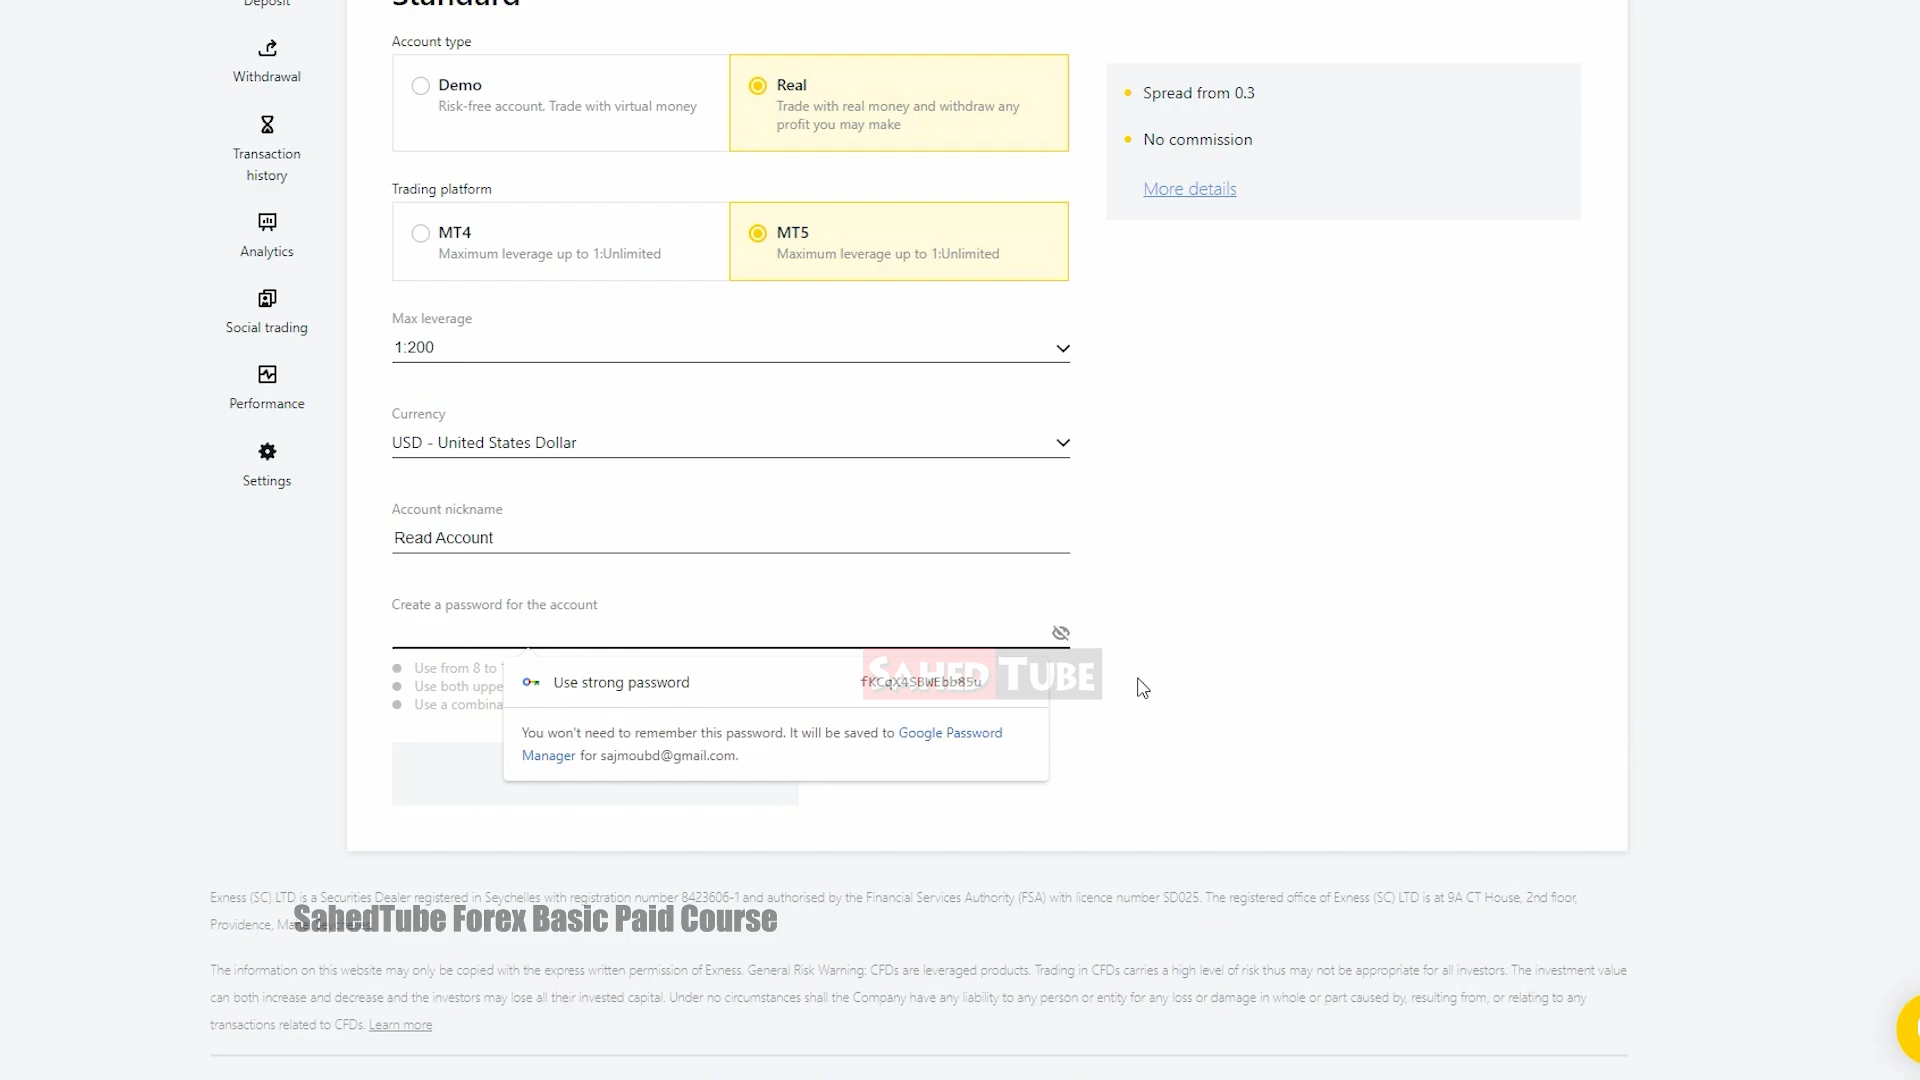 Deposit
Withdrawal
Transaction
history
Analytics
Social trading
Performance
Settings
Standard
Account type
Demo
Risk-free account. Trade with virtual money
Real
Trade with real money and withdraw any
profit you may make
Trading platform
MT4
Maximum leverage up to 1:Unlimited
MT5
Maximum leverage up to 1:Unlimited
Max leverage
1:200
Currency
USD - United States Dollar
Account nickname
Read Account
Create a password for the account
Use from 8 to
Use both uppe
Use a combina
Use strong password fKCqX4SBWEbb85u
You won't need to remember this password. It will be saved to Google Password
Manager for sajmoubd@gmail.com.
SAHED TUBE
Spread from 0.3
No commission
More details
Exness (SC) LTD is a Securities Dealer registered in Seychelles with registration number 8423606-1 and authorised by the Financial Services Authority (FSA) with licence number SD025. The registered office of Exness (SC) LTD is at 9A CT House, 2nd floor,
Providence,
SahedTube Forex Basic Paid Course
The information on this website may only be copied with the express written permission of Exness. General Risk Warning: CFDs are leveraged products. Trading in CFDs carries a high level of risk thus may not be appropriate for all investors. The investment value
can both increase and decrease and the investors may lose all their invested capital. Under no circumstances shall the Company have any liability to any person or entity for any loss or damage in whole or part caused by, resulting from, or relating to any
transactions related to CFDs. Learn more